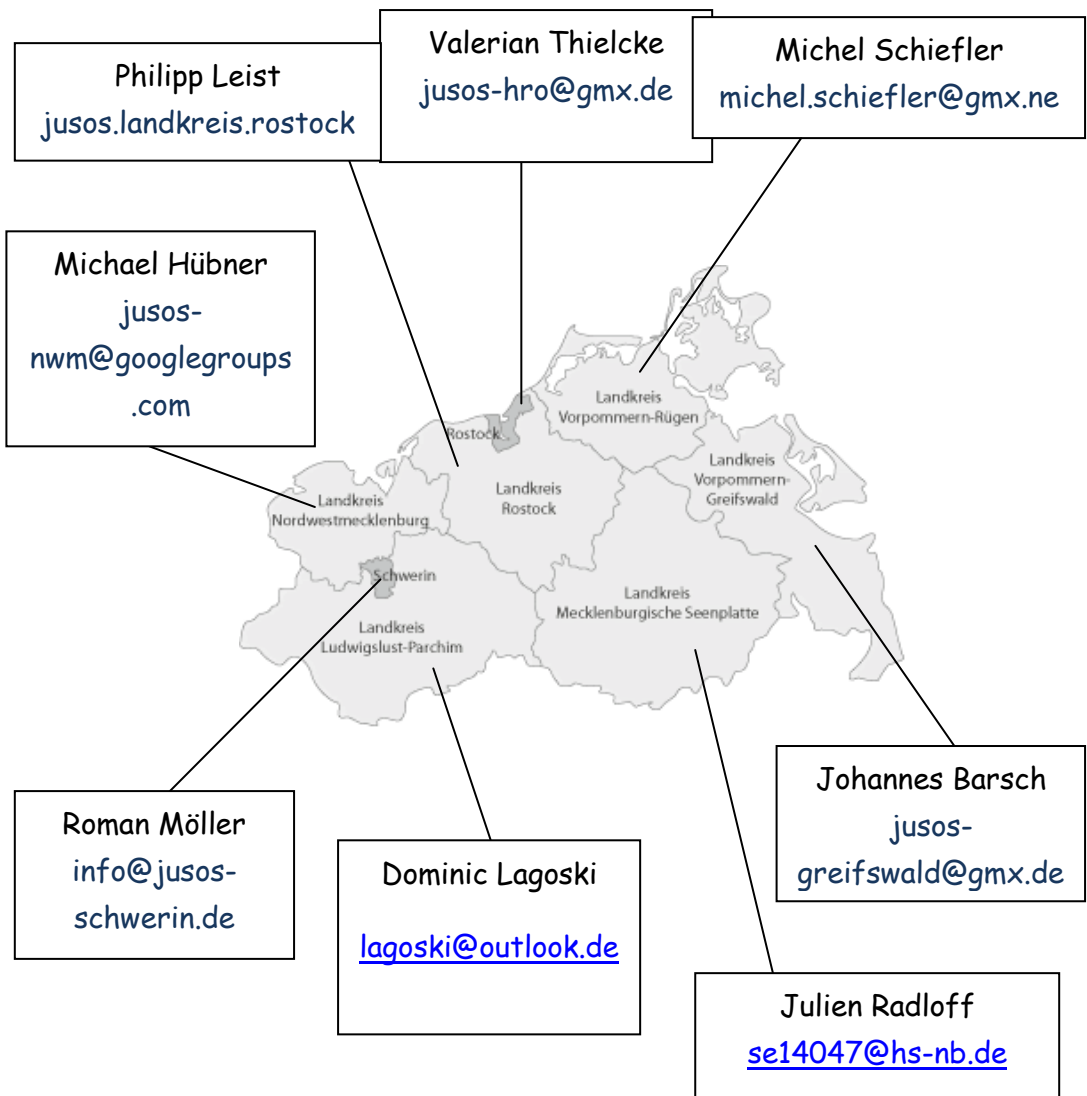 Valerian Thielcke
jusos-hro@gmx.de
Michel Schiefler
michel.schiefler@gmx.ne
Philipp Leist
jusos.landkreis.rostock
Michael Hübner
jusos-
nwm@googlegroups
.com
Landkreis
Vorpommern-Rügen
Rostock
Landkreis
Vorpommern-
Greifswald
Landkreis
Rostock
Landkreis
Nordwestmecklenburg
Schwerin
Landkreis
Mecklenburgische Seenplatte
Landkreis
Ludwigslust-Parchim
Johannes Barsch
jusos-
greifswald@gmx.de
Roman Möller
info@jusos-
schwerin.de
Dominic Lagoski
lagoski@outlook.de
Julien Radloff
se14047@hs-nb.de